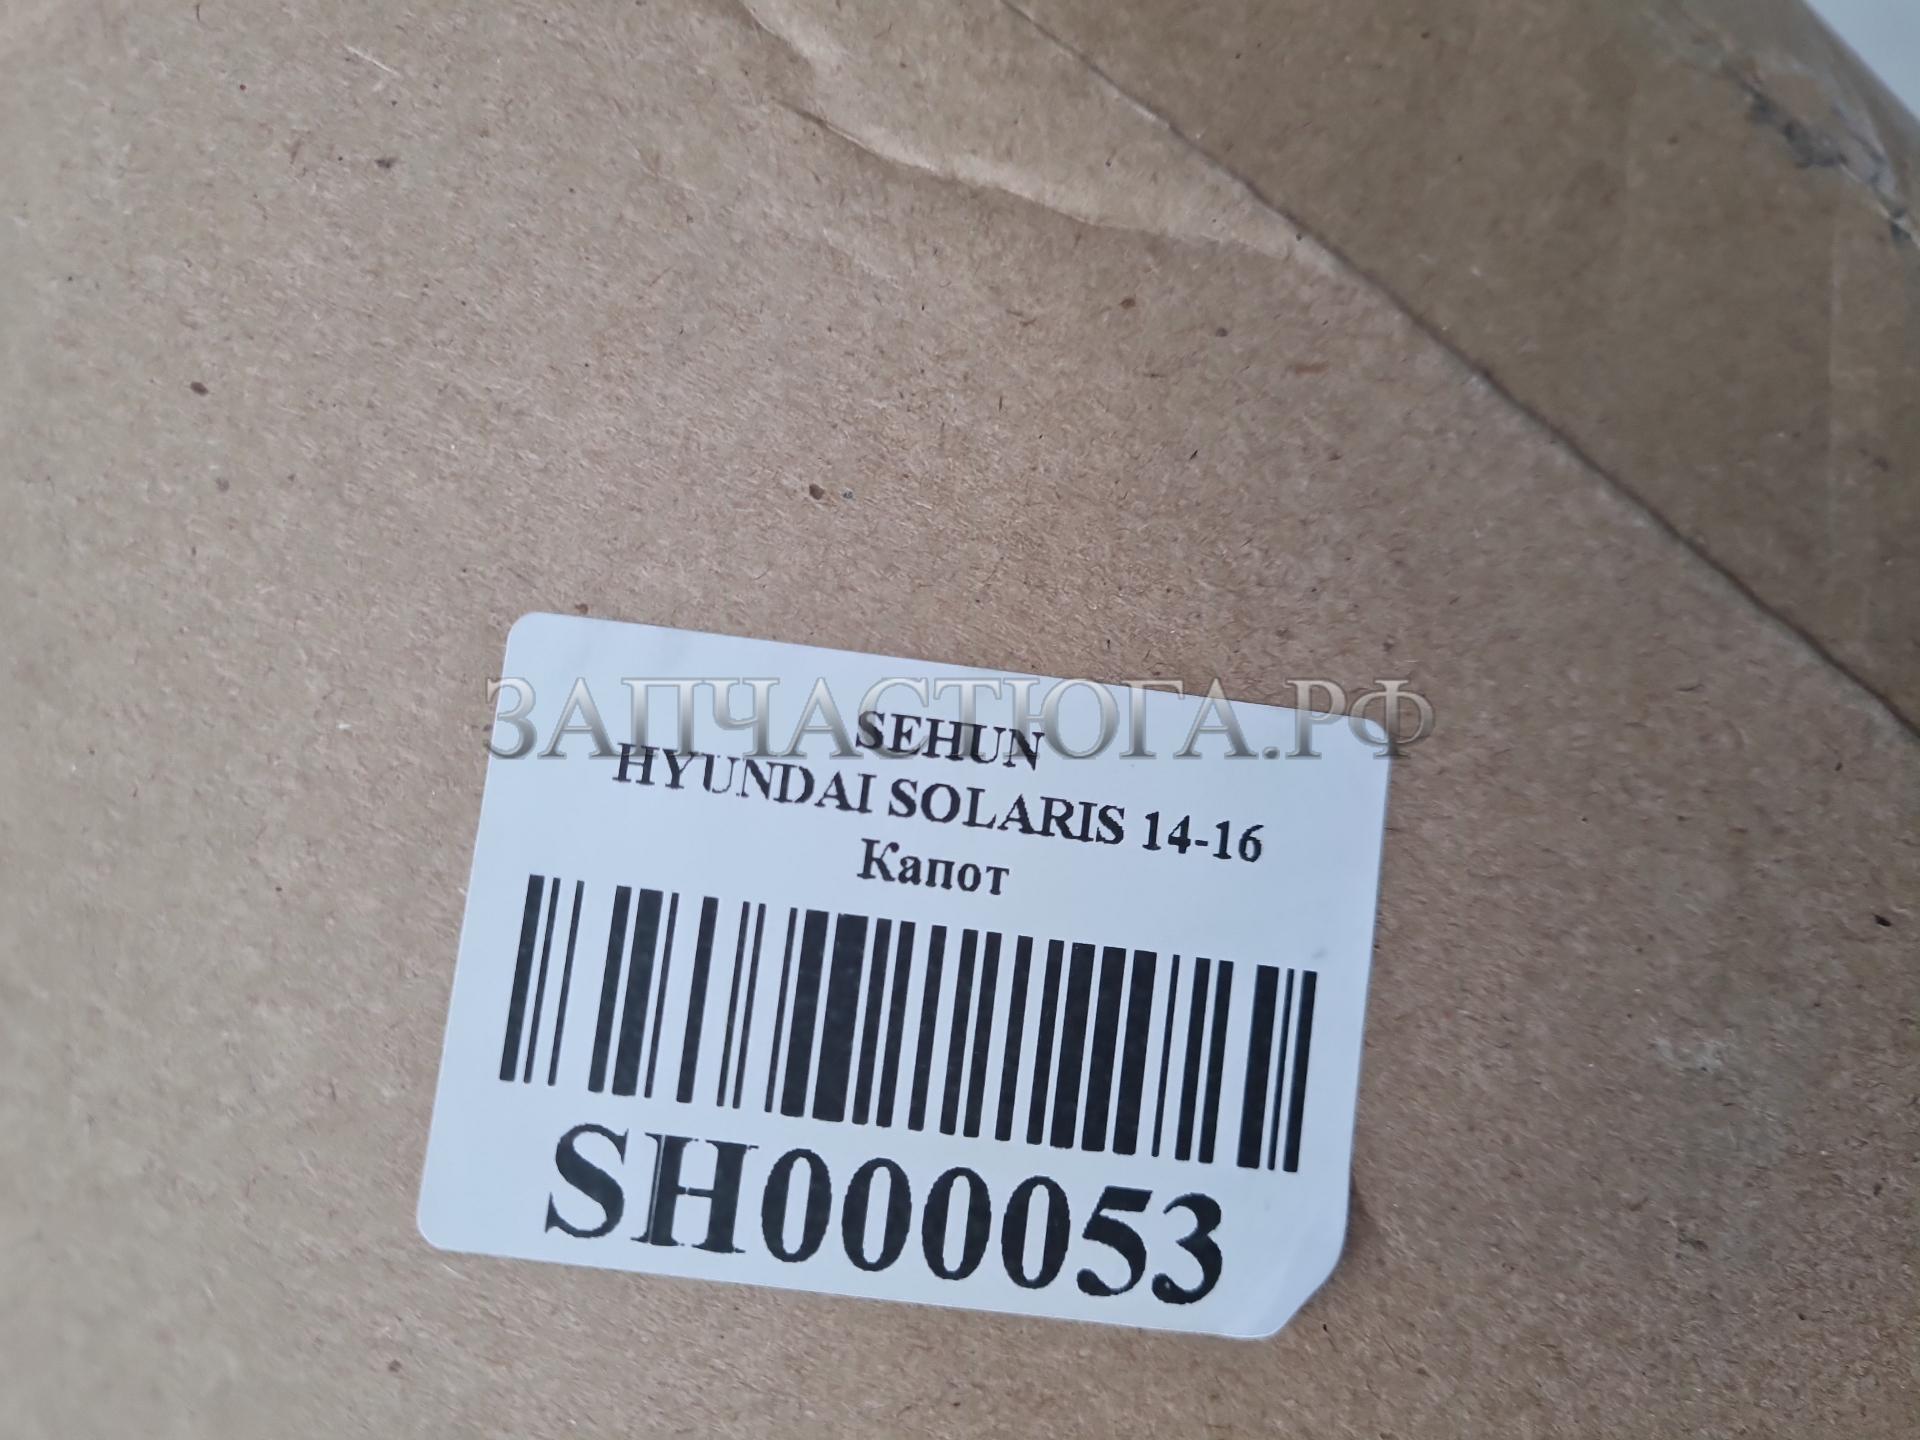 ЗАПЧАСТЮГА.РФ
SEHUN
HYUNDAI SOLARIS 14-16
Капот
SH000053